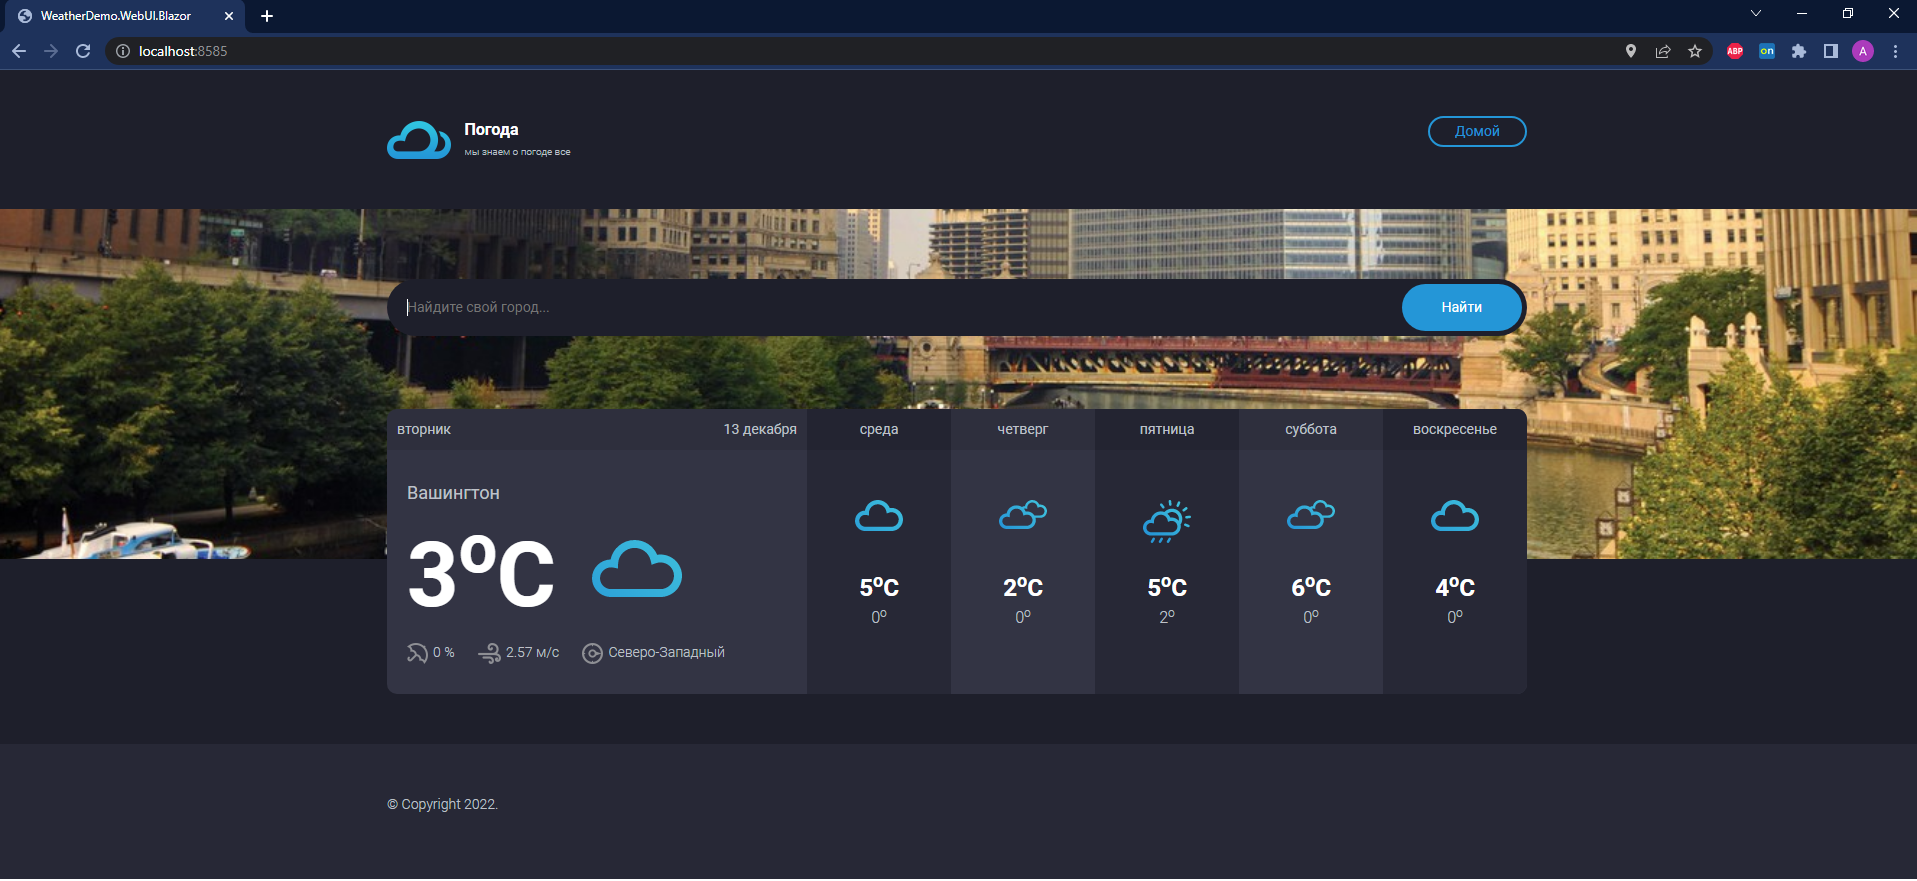 WeatherDemo.WebUI.Blazor
localhost:8585
ABP
on
A
Погода
мы знаем о погоде все
Домой
Найдите свой город...
Найти
вторник 13 декабря
среда
четверг
пятница
суббота
воскресенье
Вашингтон
3°C
5°C
2°C
5°C
6°C
4°C
0°
0°
2°
0°
0°
0 %
2.57 м/с
Северо-Западный
© Copyright 2022.